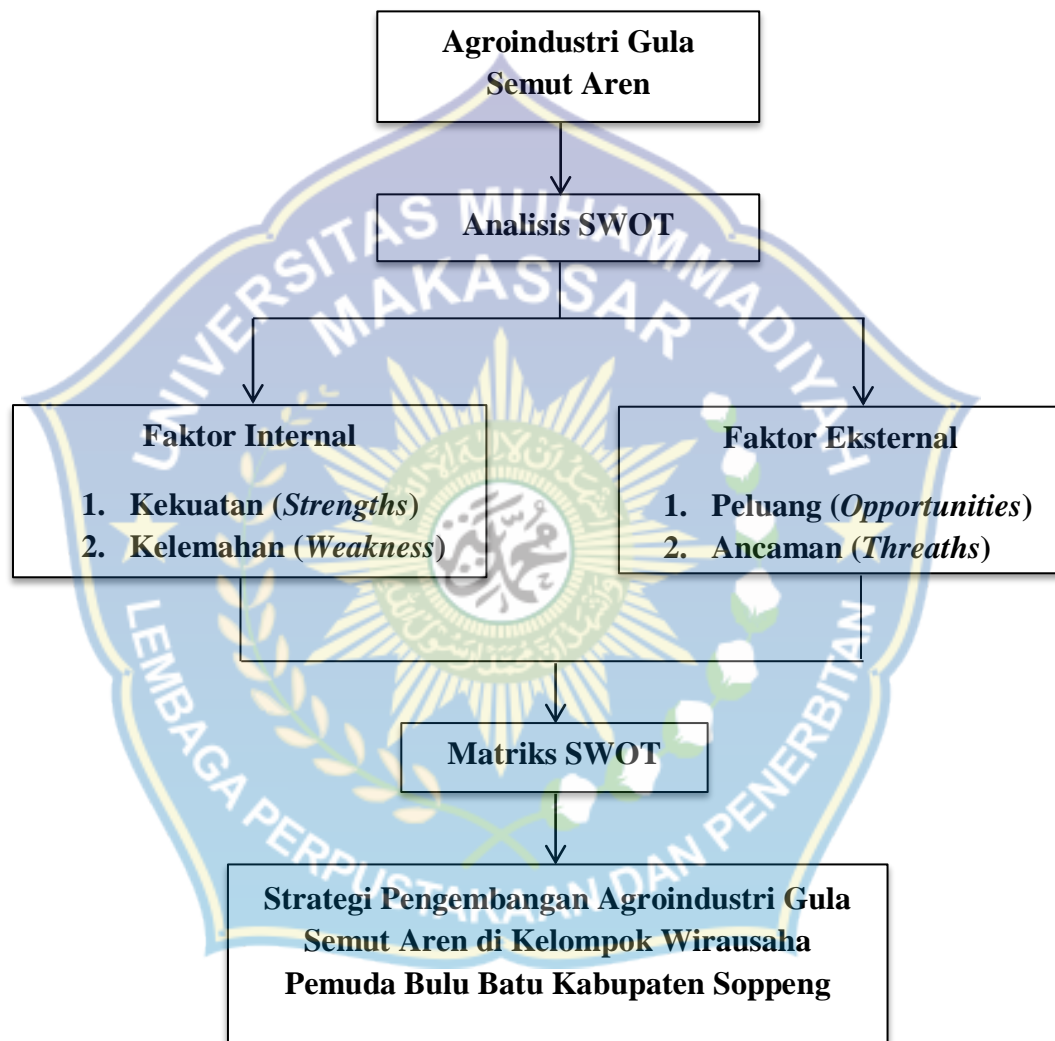 Agroindustri Gula
Semut Aren
Analisis SWOT
UNIVERSITAS MUHAMMADIYAH
MAKASSAR
Faktor Internal
1. Kekuatan (Strengths)
2. Kelemahan (Weakness)
Faktor Eksternal
1. Peluang (Opportunities)
2. Ancaman (Threaths)
محمد
Matriks SWOT
LEMBAGA PERPUSTAKAAN DAN PENERBITAN
Strategi Pengembangan Agroindustri Gula
Semut Aren di Kelompok Wirausaha
Pemuda Bulu Batu Kabupaten Soppeng